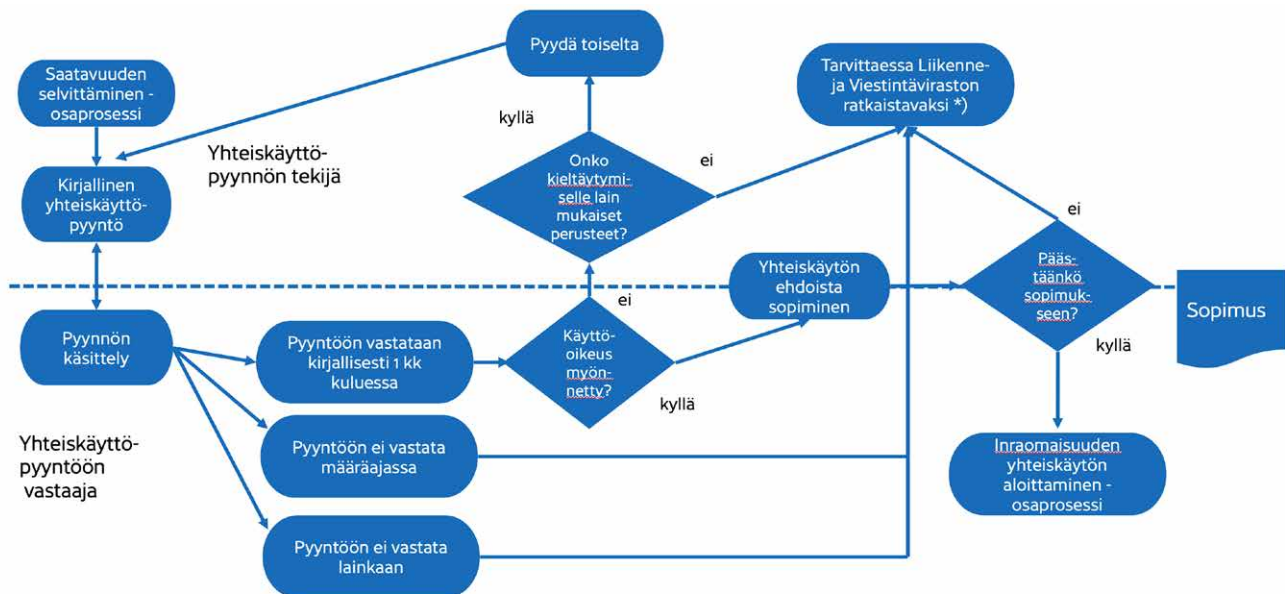 Saatavuuden
selvittäminen -
osaprosessi
Pyydä toiselta
Tarvittaessa Liikenne-
ja Viestintäviraston
ratkaistavaksi *)
kyllä
Yhteiskäyttö-
pyynnön tekijä
Kirjallinen
yhteiskäyttö-
pyyntö
Onko
kieltäytymi-
selle lain
mukaiset
perusteet?
ei
ei
Yhteiskäytön
ehdoista
sopiminen
Pääs-
täänkö
sopimuk-
seen?
Sopimus
ei
Pyynnön
käsittely
Pyyntöön vastataan
kirjallisesti 1 kk
kuluessa
Käyttö-
oikeus
myön-
netty?
kyllä
kyllä
Yhteiskäyttö-
pyyntöön
vastaaja
Pyyntöön ei vastata
määräajassa
Inraomaisuuden
yhteiskäytön
aloittaminen -
osaprosessi
Pyyntöön ei vastata
lainkaan